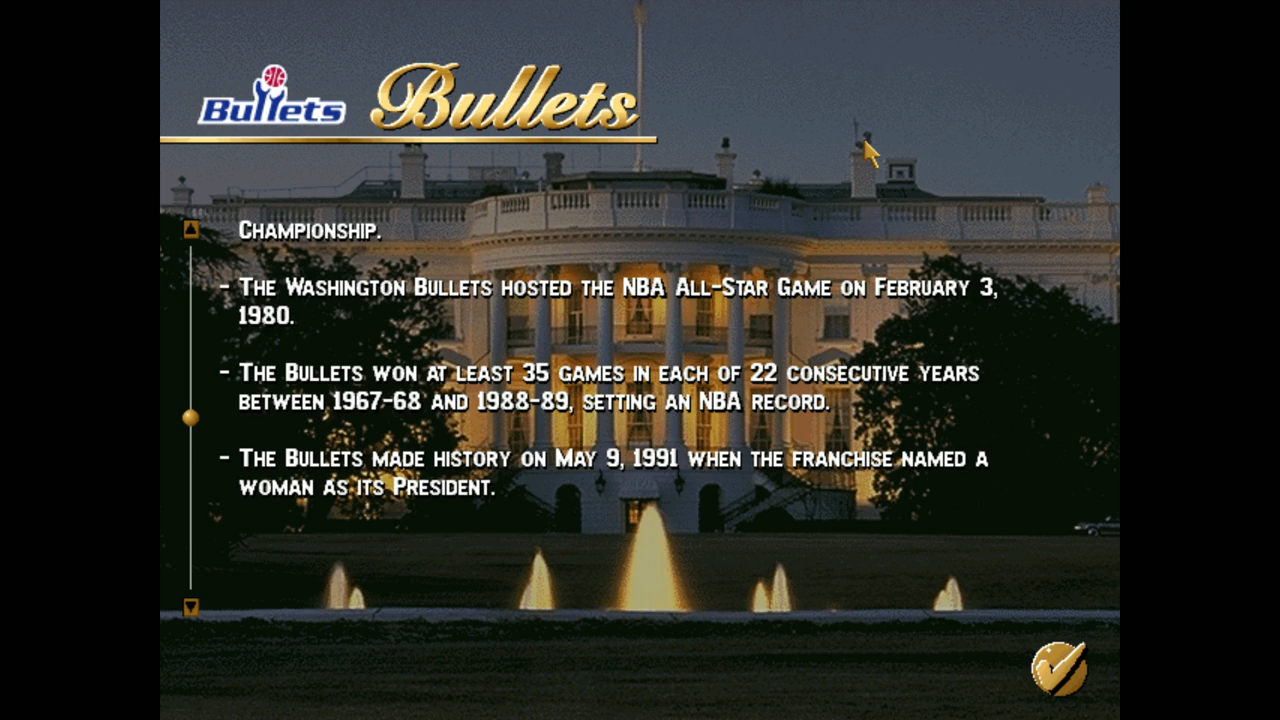 Bullets Bullets
CHAMPIONSHIP.
- THE WASHINGTON BULLETS HOSTED THE NBA ALL-STAR GAME ON FEBRUARY 3,
1980.
- THE BULLETS WON AT LEAST 35 GAMES IN EACH OF 22 CONSECUTIVE YEARS
BETWEEN 1967-68 AND 1988-89, SETTING AN NBA RECORD.
- THE BULLETS MADE HISTORY ON MAY 9, 1991 WHEN THE FRANCHISE NAMED A
WOMAN AS ITS PRESIDENT.